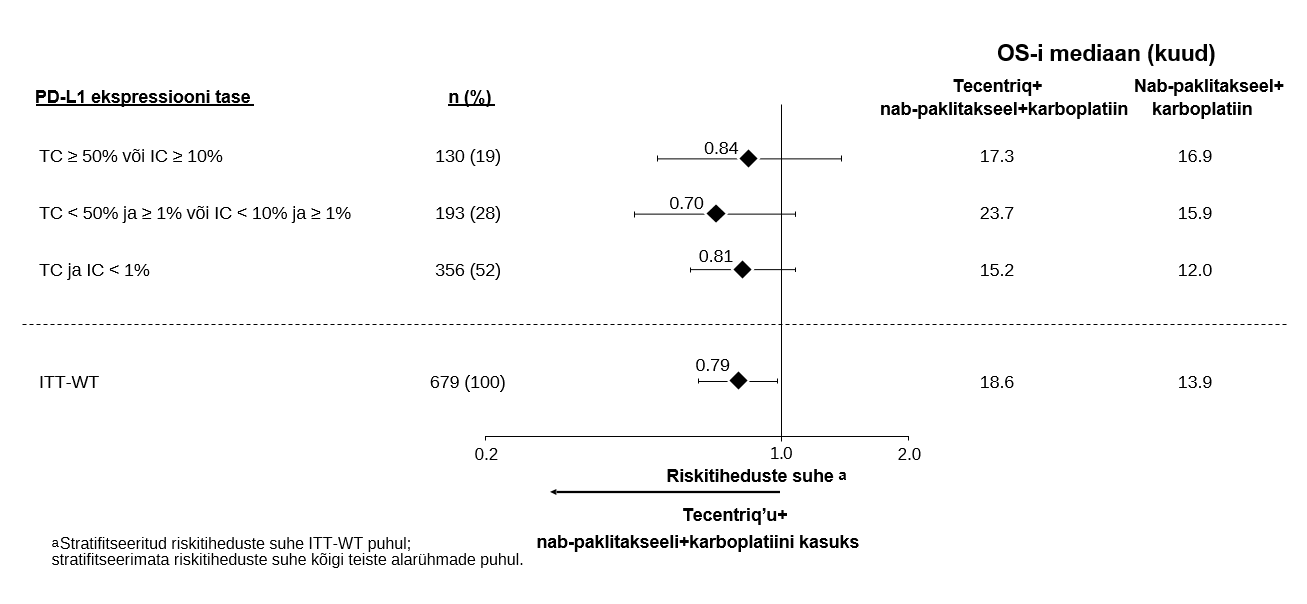 OS-i mediaan (kuud)
PD-L1 ekspressiooni tase n (%) Tecentriq+ nab-paklitakseel+karboplatiin Nab-paklitakseel+ karboplatiin
TC ≥ 50% või IC ≥ 10% 130 (19) 0.84 17.3 16.9
TC < 50% ja ≥ 1% või IC < 10% ja ≥ 1% 193 (28) 0.70 23.7 15.9
TC ja IC < 1% 356 (52) 0.81 15.2 12.0
ITT-WT 679 (100) 0.79 18.6 13.9
0.2 1.0 2.0
Riskitiheduste suhe a
Tecentriq’u+
nab-paklitakseeli+karboplatiini kasuks
aStratifitseeritud riskitiheduste suhe ITT-WT puhul;
stratifitseerimata riskitiheduste suhe kõigi teiste alarühmade puhul.